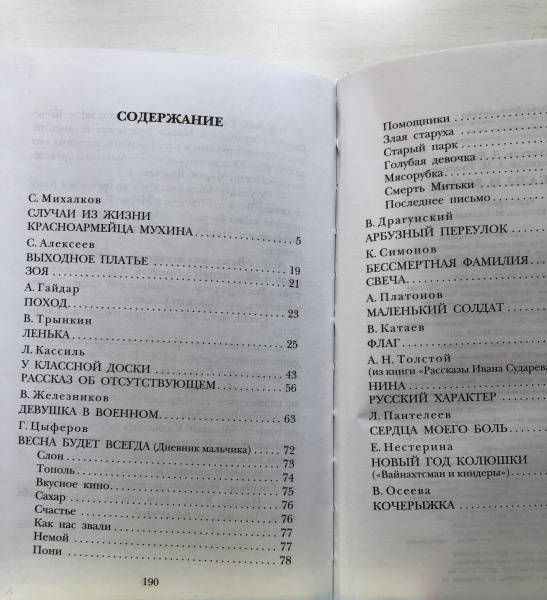 СОДЕРЖАНИЕ
С. Михалков
СЛУЧАИ ИЗ ЖИЗНИ
КРАСНОАРМЕЙЦА МУХИНА 5
С. Алексеев
ВЫХОДНОЕ ПЛАТЬЕ 19
ЗОЯ 21
А. Гайдар
ПОХОД 23
В. Трынкин
ЛЕНЬКА 25
Л. Кассиль
У КЛАССНОЙ ДОСКИ 43
РАССКАЗ ОБ ОТСУТСТВУЮЩЕМ 56
В. Железников
ДЕВУШКА В ВОЕННОМ 63
Г. Цыферов
ВЕСНА БУДЕТ ВСЕГДА (Дневник мальчика) 72
Слон 73
Тополь 74
Вкусное кино 75
Сахар 76
Счастье 76
Как нас звали 77
Немой 77
Пони 78
190
Помощники
Злая старуха
Старый парк
Голубая девочка
Мясорубка
Смерть Митьки
Последнее письмо
В. Драгунский
АРБУЗНЫЙ ПЕРЕУЛОК
К. Симонов
БЕССМЕРТНАЯ ФАМИЛИЯ
СВЕЧА
А. Платонов
МАЛЕНЬКИЙ СОЛДАТ
В. Катаев
ФЛАГ
А. Н. Толстой
(из книги «Рассказы Ивана Сударева
НИНА
РУССКИЙ ХАРАКТЕР
Л. Пантелеев
СЕРДЦА МОЕГО БОЛЬ
Е. Нестерина
НОВЫЙ ГОД КОЛЮШКИ
(«Вайнахтсман и киндеры»)
В. Осеева
КОЧЕРЫЖКА